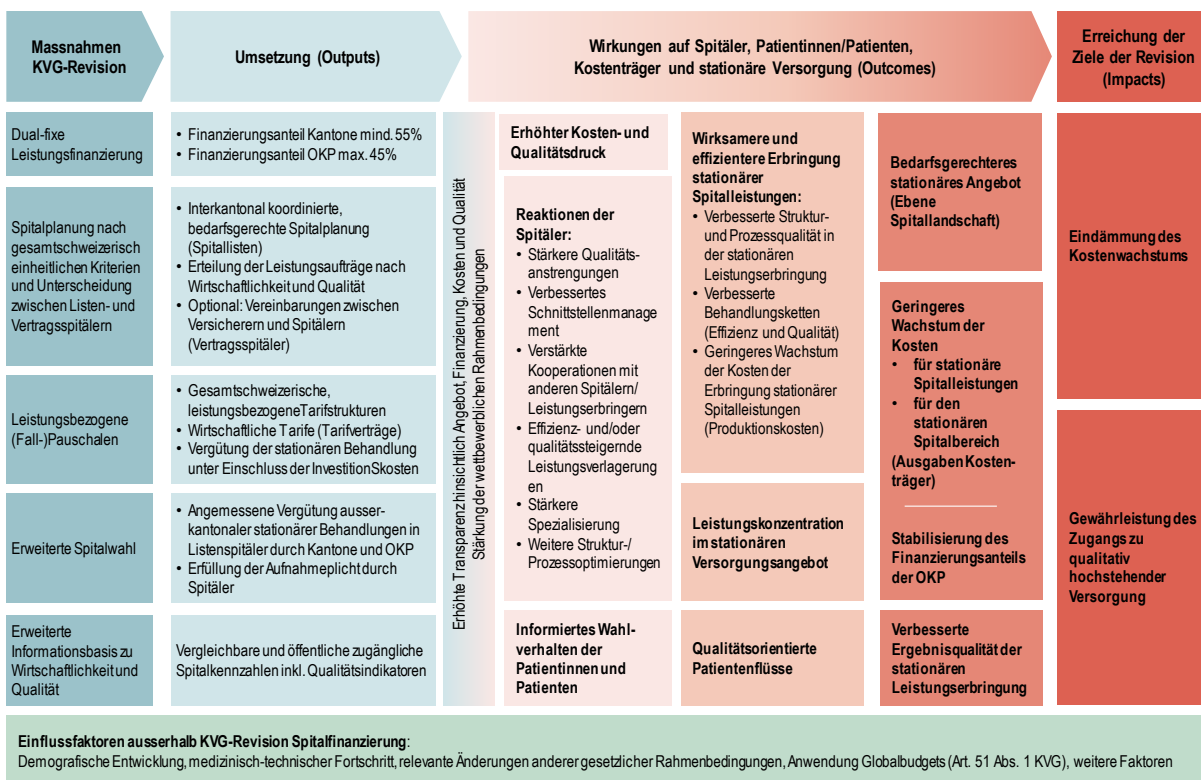 Massnahmen
KVG-Revision
Umsetzung (Outputs)
Wirkungen auf Spitäler, Patientinnen/Patienten,
Kostenträger und stationäre Versorgung (Outcomes)
Erreichung der
Ziele der Revision
(Impacts)
Dual-fixe
Leistungsfinanzierung
• Finanzierungsanteil Kantone mind. 55%
• Finanzierungsanteil OKP max. 45%
Spitalplanung nach
gesamtschweizerisch
einheitlichen Kriterien
und Unterscheidung
zwischen Listen- und
Vertragsspitälern
• Interkantonal koordinierte,
bedarfsgerechte Spitalplanung
(Spitallisten)
• Erteilung der Leistungsaufträge nach
Wirtschaftlichkeit und Qualität
• Optional: Vereinbarungen zwischen
Versicherern und Spitälern
(Vertragsspitäler)
Leistungsbezogene
(Fall-)Pauschalen
• Gesamtschweizerische,
leistungsbezogene Tarifstrukturen
• Wirtschaftliche Tarife (Tarifverträge)
• Vergütung der stationären Behandlung
unter Einschluss der InvestitionSkosten
Erweiterte Spitalwahl
• Angemessene Vergütung ausser-
kantonaler stationärer Behandlungen in
Listenspitäler durch Kantone und OKP
• Erfüllung der Aufnahmeplicht durch
Spitäler
Erweiterte
Informationsbasis zu
Wirtschaftlichkeit und
Qualität
Vergleichbare und öffentliche zugängliche
Spitalkennzahlen inkl. Qualitätsindikatoren
Erhöhte Transparenz hinsichtlich Angebot, Finanzierung, Kosten und Qualität
Stärkung der wettbewerblichen Rahmenbedingungen
Erhöhter Kosten- und
Qualitätsdruck
Reaktionen der
Spitäler:
• Stärkere Qualitäts-
anstrengungen
• Verbessertes
Schnittstellenmanage
ment
• Verstärkte
Kooperationen mit
anderen Spitälern/
Leistungserbringern
• Effizienz- und/oder
qualitätssteigernde
Leistungsverlagerung
en
• Stärkere
Spezialisierung
• Weitere Struktur-/
Prozessoptimierungen
Informiertes Wahl-
verhalten der
Patientinnen und
Patienten
Wirksamere und
effizientere Erbringung
stationärer
Spitalleistungen:
• Verbesserte Struktur-
und Prozessqualität in
der stationären
Leistungserbringung
• Verbesserte
Behandlungsketten
(Effizienz und Qualität)
• Geringeres Wachstum
der Kosten der
Erbringung stationärer
Spitalleistungen
(Produktionskosten)
Leistungskonzentration
im stationären
Versorgungsangebot
Qualitätsorientierte
Patientenflüsse
Bedarfsgerechteres
stationäres Angebot
(Ebene
Spitallandschaft)
Geringeres
Wachstum der
Kosten
• für stationäre
Spitalleistungen
• für den
stationären
Spitalbereich
(Ausgaben Kosten-
träger)
Stabilisierung des
Finanzierungsanteils
der OKP
Verbesserte
Ergebnisqualität der
stationären
Leistungserbringung
Eindämmung des
Kostenwachstums
Gewährleistung des
Zugangs zu
qualitativ
hochstehender
Versorgung
Einflussfaktoren ausserhalb KVG-Revision Spitalfinanzierung:
Demografische Entwicklung, medizinisch-technischer Fortschritt, relevante Änderungen anderer gesetzlicher Rahmenbedingungen, Anwendung Globalbudgets (Art. 51 Abs. 1 KVG), weitere Faktoren